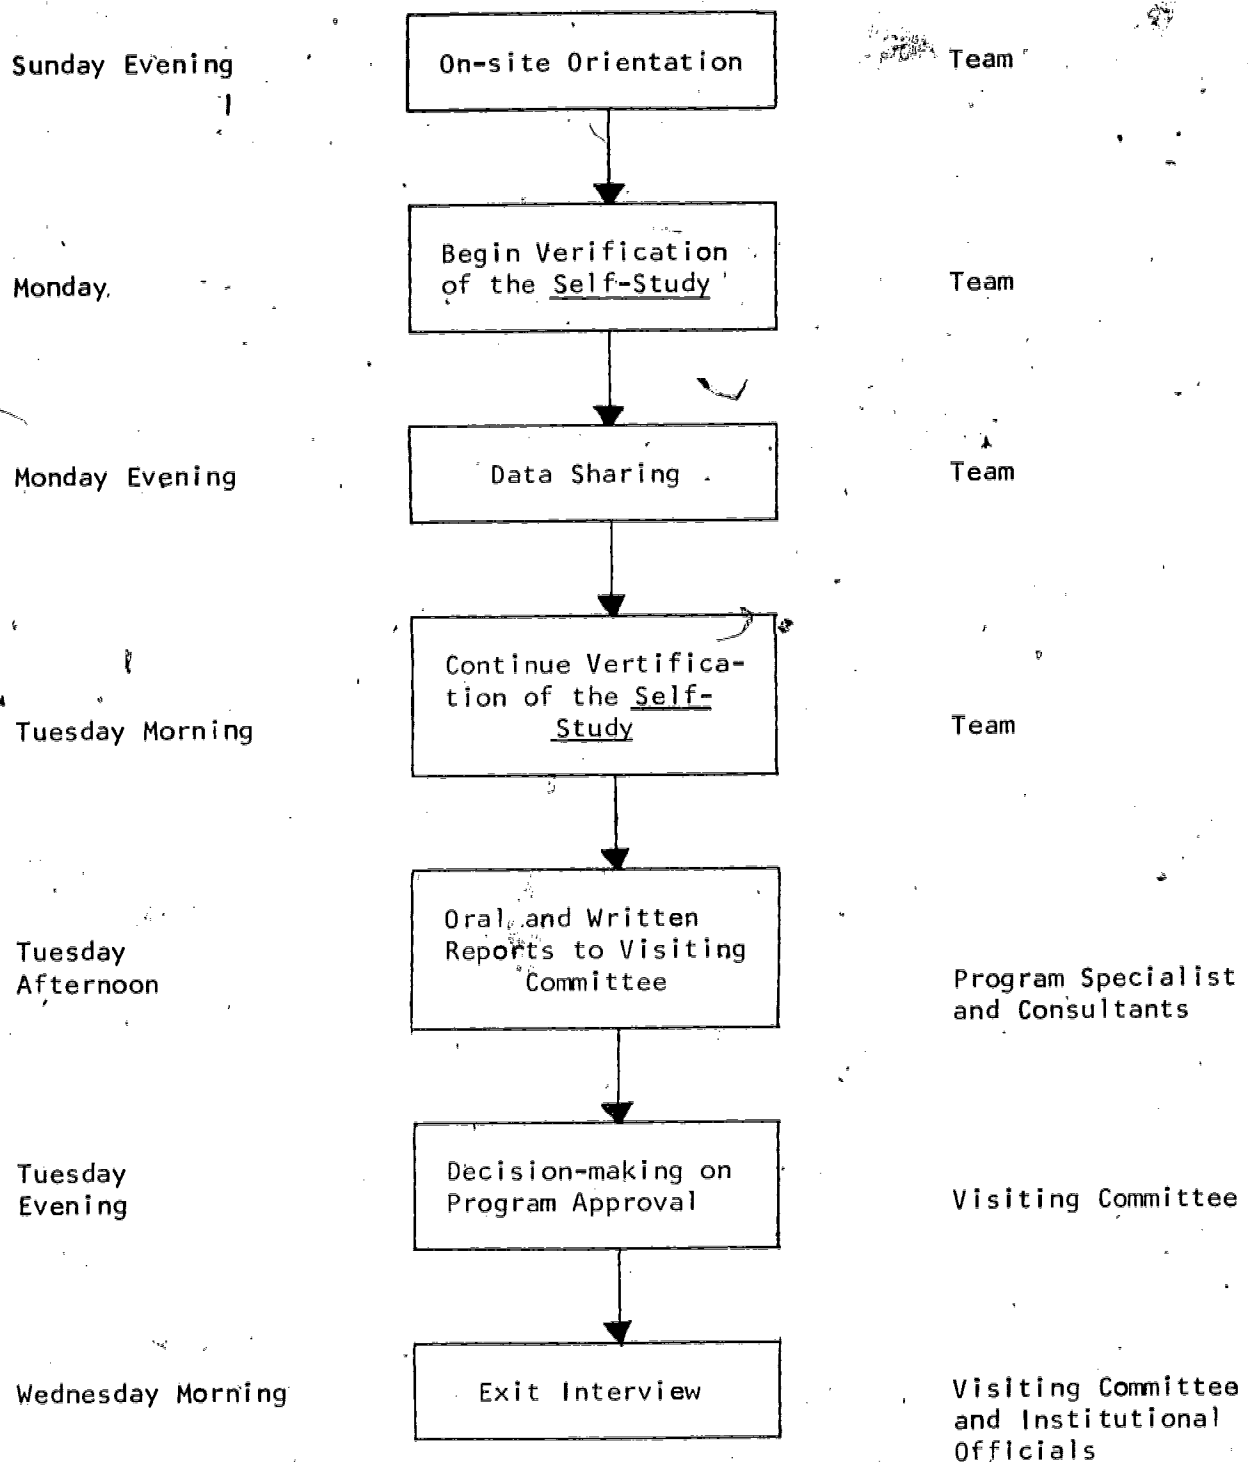 Sunday Evening
On-site Orientation
Team
Monday
Begin Verification
of the Self-Study
Team
Monday Evening
Data Sharing
Team
Tuesday Morning
Continue Vertifica-
tion of the Self-
Study
Team
Tuesday
Afternoon
Oral and Written
Reports to Visiting
Committee
Program Specialist
and Consultants
Tuesday
Evening
Decision-making on
Program Approval
Visiting Committee
Wednesday Morning
Exit Interview
Visiting Committee
and Institutional
Officials